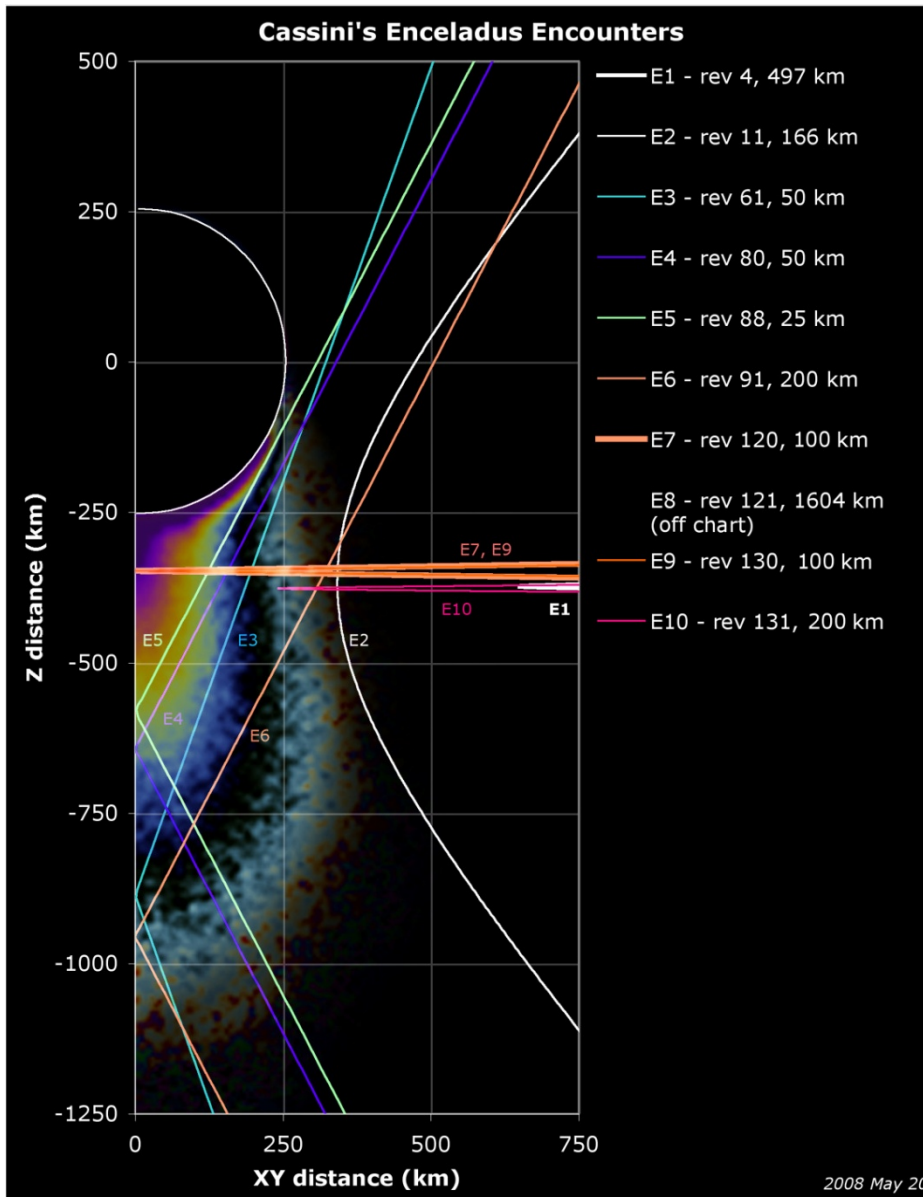 Cassini's Enceladus Encounters
500
250
0
-250
-500
-750
-1000
-1250
Z distance (km)
0
250
500
750
XY distance (km)
E7, E9
E10
E1
E5
E3
E2
E4
E6
E1 - rev 4, 497 km
E2 - rev 11, 166 km
E3 - rev 61, 50 km
E4 - rev 80, 50 km
E5 - rev 88, 25 km
E6 - rev 91, 200 km
E7 - rev 120, 100 km
E8 - rev 121, 1604 km
(off chart)
E9 - rev 130, 100 km
E10 - rev 131, 200 km
2008 May 20